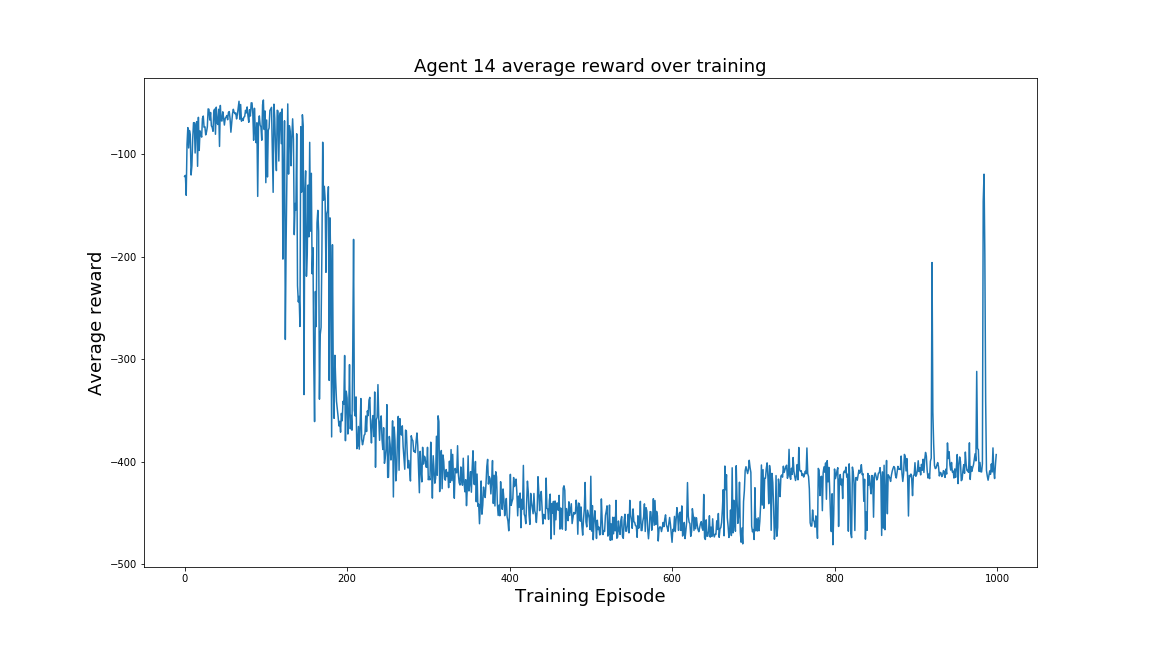 Agent 14 average reward over training
Average reward
−100
−200
−300
−400
−500
0 200 400 600 800 1000
Training Episode